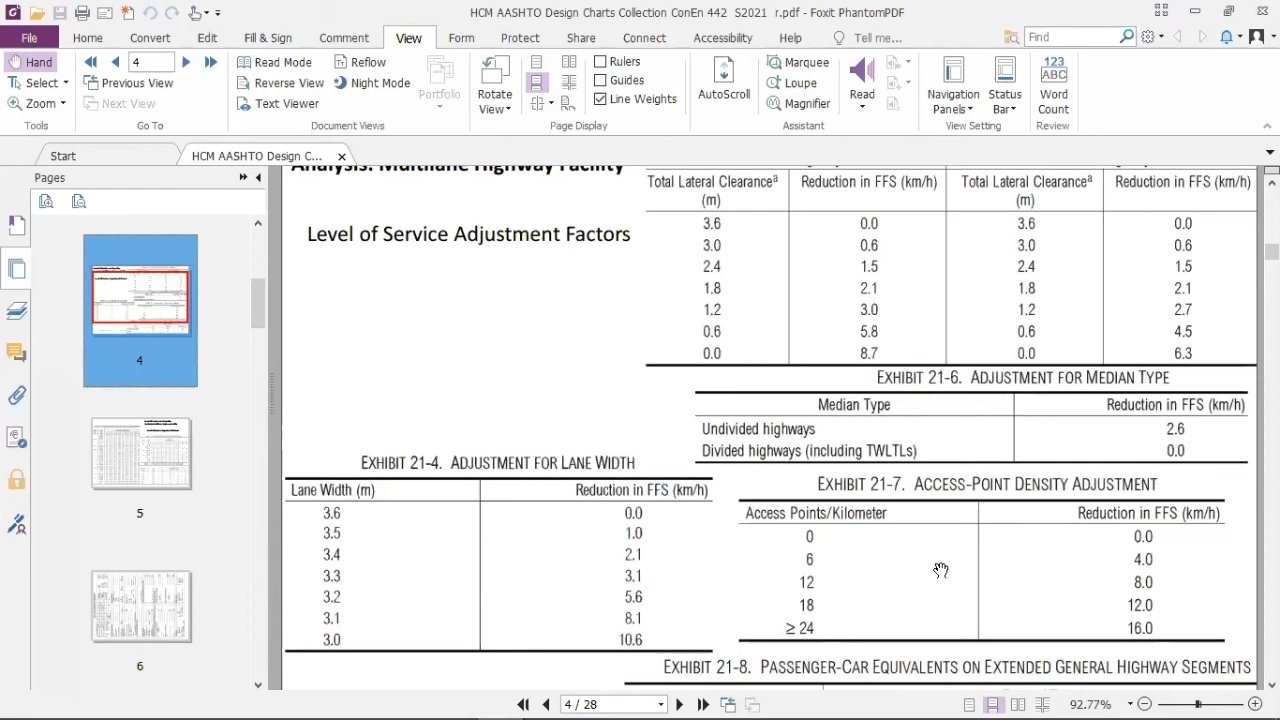 HCM AASHTO Design Charts Collection ConEn 442 S2021 r.pdf - Foxit PhantomPDF
File Home Convert Edit Fill & Sign Comment View Form Protect Share Connect Accessibility Help Tell me... Find
Hand 4 Read Mode Reflow Rulers Marquee
Select Previous View Reverse View Night Mode Guides Loupe
Zoom Next View Text Viewer Line Weights Magnifier
Portfolio Rotate View AutoScroll Read Navigation Panels Status Bar 123 ABC Word Count
Tools Go To Document Views Page Display Assistant View Setting Review
Start HCM AASHTO Design C...
Pages
4
5
6
Analysis: Multilane Highway Facility
Level of Service Adjustment Factors
Total Lateral Clearanceᵃ (m) Reduction in FFS (km/h) Total Lateral Clearanceᵃ (m) Reduction in FFS (km/h)
3.6 0.0 3.6 0.0
3.0 0.6 3.0 0.6
2.4 1.5 2.4 1.5
1.8 2.1 1.8 2.1
1.2 3.0 1.2 2.7
0.6 5.8 0.6 4.5
0.0 8.7 0.0 6.3
EXHIBIT 21-6. ADJUSTMENT FOR MEDIAN TYPE
Median Type Reduction in FFS (km/h)
Undivided highways 2.6
Divided highways (including TWLTLs) 0.0
EXHIBIT 21-4. ADJUSTMENT FOR LANE WIDTH
Lane Width (m) Reduction in FFS (km/h)
3.6 0.0
3.5 1.0
3.4 2.1
3.3 3.1
3.2 5.6
3.1 8.1
3.0 10.6
EXHIBIT 21-7. ACCESS-POINT DENSITY ADJUSTMENT
Access Points/Kilometer Reduction in FFS (km/h)
0 0.0
6 4.0
12 8.0
18 12.0
≥ 24 16.0
EXHIBIT 21-8. PASSENGER-CAR EQUIVALENTS ON EXTENDED GENERAL HIGHWAY SEGMENTS
4 / 28 92.77%